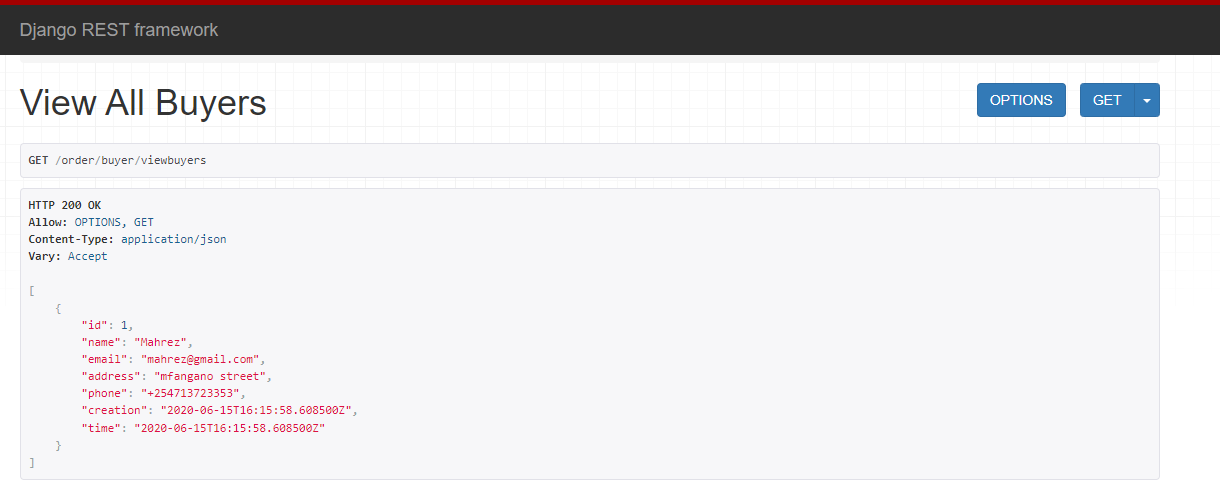 Django REST framework
View All Buyers
OPTIONS
GET
GET /order/buyer/viewbuyers
HTTP 200 OK
Allow: OPTIONS, GET
Content-Type: application/json
Vary: Accept
[
    {
        "id": 1,
        "name": "Mahrez",
        "email": "mahrez@gmail.com",
        "address": "mfangano street",
        "phone": "+254713723353",
        "creation": "2020-06-15T16:15:58.608500Z",
        "time": "2020-06-15T16:15:58.608500Z"
    }
]